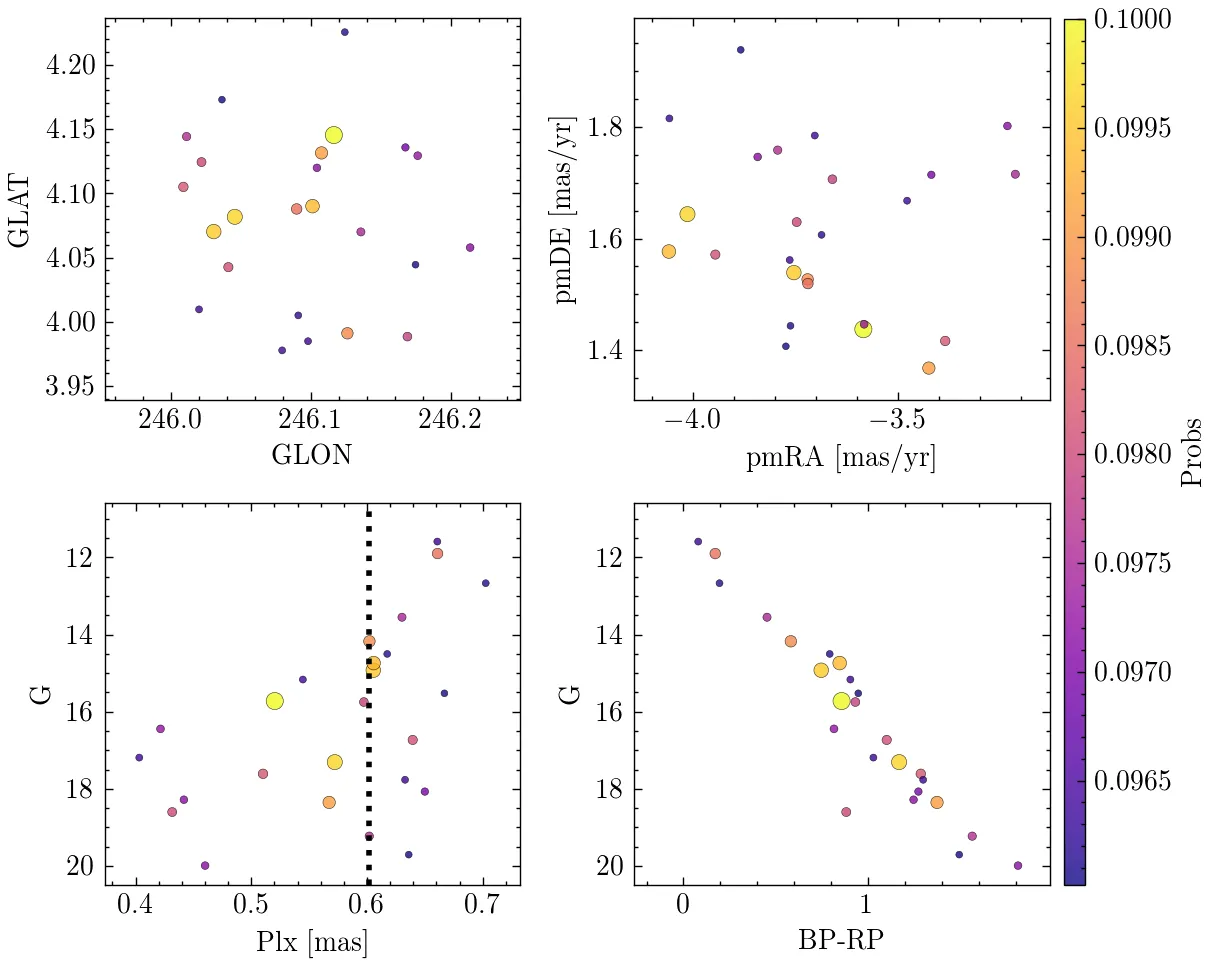 4.20
4.15
4.10
4.05
4.00
3.95
GLAT
246.0 246.1 246.2
GLON
1.8
1.6
1.4
pmDE [mas/yr]
−4.0 −3.5
pmRA [mas/yr]
12
14
16
18
20
G
0.4 0.5 0.6 0.7
Plx [mas]
12
14
16
18
20
G
0 1
BP-RP
0.1000
0.0995
0.0990
0.0985
0.0980
0.0975
0.0970
0.0965
Probs